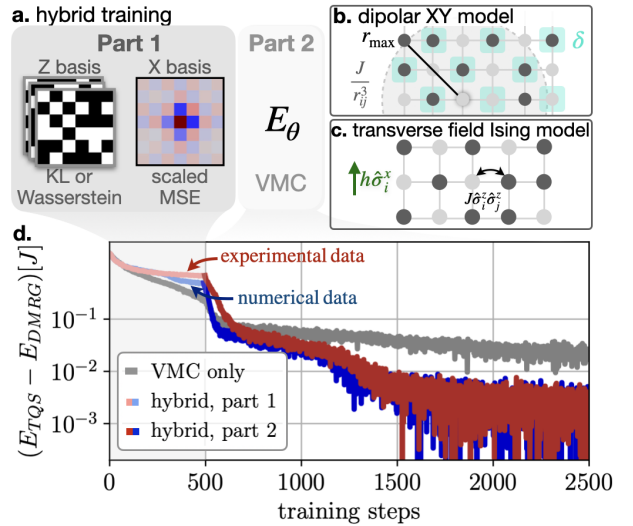 a. hybrid training
Part 1
Z basis
X basis
KL or
Wasserstein
scaled
MSE
Part 2
E_θ
VMC
b. dipolar XY model
r_max
δ
J
r_ij^3
c. transverse field Ising model
hσ̂_i^x
Jσ̂_i^zσ̂_j^z
d.
(E_TQS − E_DMRG)[J]
10^−1
10^−2
10^−3
experimental data
numerical data
VMC only
hybrid, part 1
hybrid, part 2
0
500
1000
1500
2000
2500
training steps